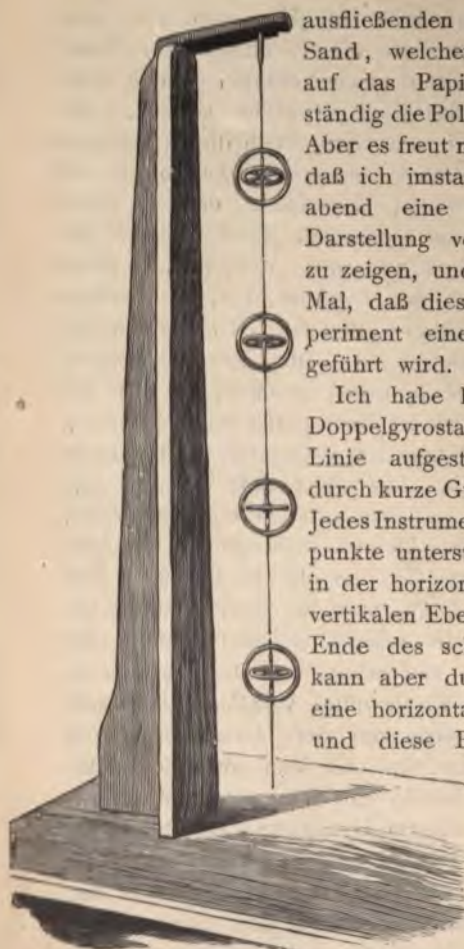 ausfließenden
Sand, welche
auf das Papi
ständig die Pol
Aber es freut
daß ich imsta
abend eine
Darstellung v
zu zeigen, un
Mal, daß dies
periment eine
geführt wird.
Ich habe
Doppelgyrosta
Linie aufgest
durch kurze G
Jedes Instrume
punkte unters
in der horizon
vertikalen Ebe
Ende des sc
kann aber du
eine horizonta
und diese